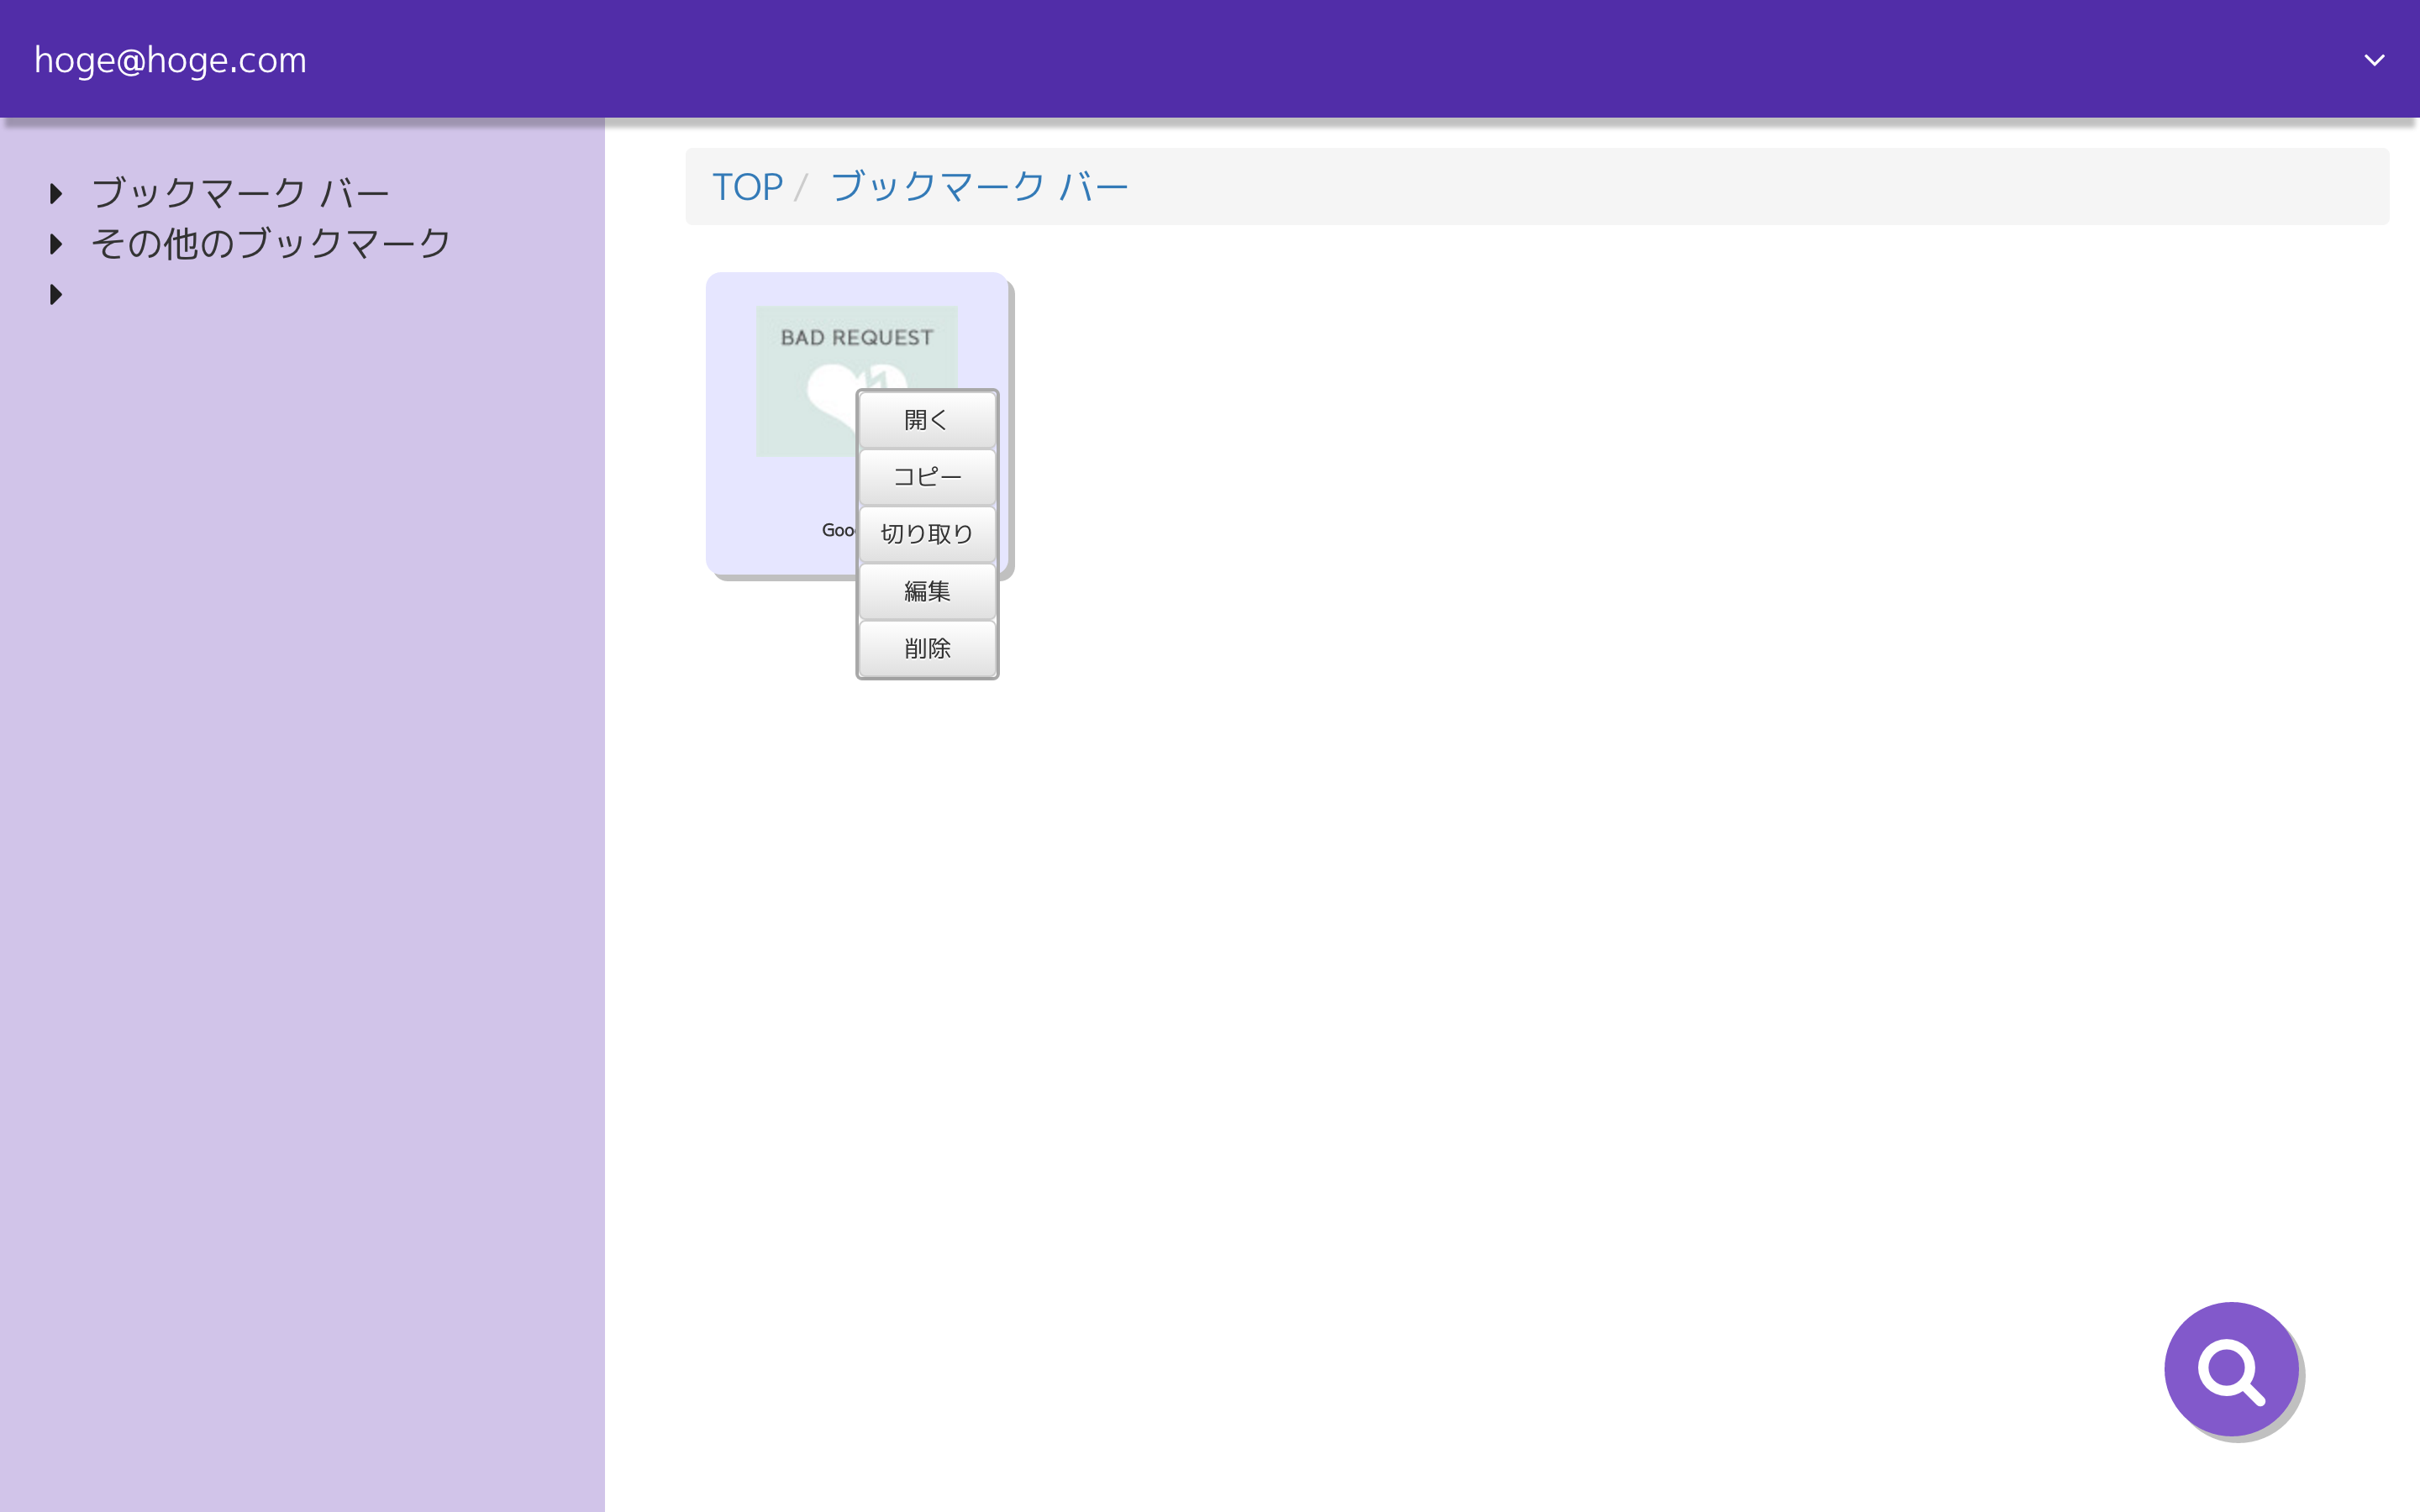 hoge@hoge.com
ブックマーク バー
その他のブックマーク
TOP / ブックマーク バー
BAD REQUEST
開く
コピー
切り取り
編集
削除